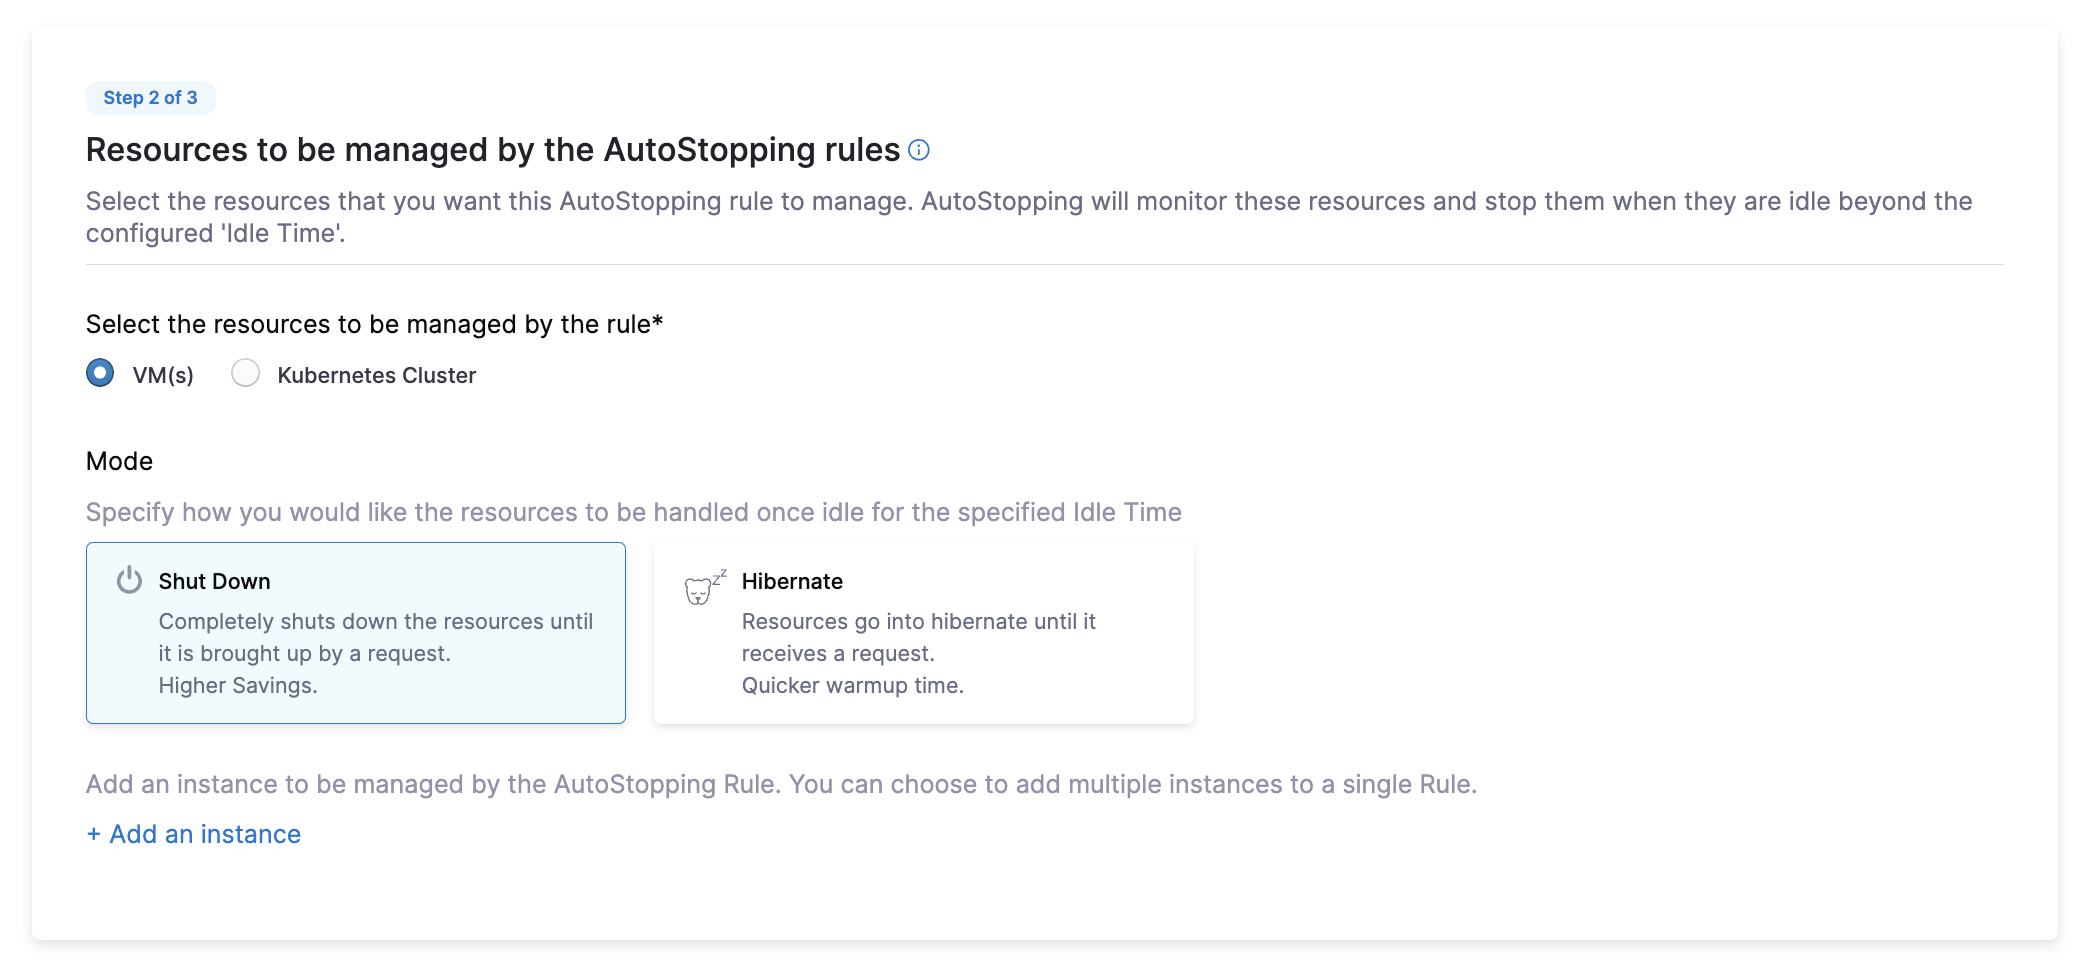 Step 2 of 3
Resources to be managed by the AutoStopping rules
Select the resources that you want this AutoStopping rule to manage. AutoStopping will monitor these resources and stop them when they are idle beyond the
configured 'Idle Time'.
Select the resources to be managed by the rule*
VM(s) Kubernetes Cluster
Mode
Specify how you would like the resources to be handled once idle for the specified Idle Time
Shut Down
Completely shuts down the resources until
it is brought up by a request.
Higher Savings.
Hibernate
Resources go into hibernate until it
receives a request.
Quicker warmup time.
Add an instance to be managed by the AutoStopping Rule. You can choose to add multiple instances to a single Rule.
+ Add an instance